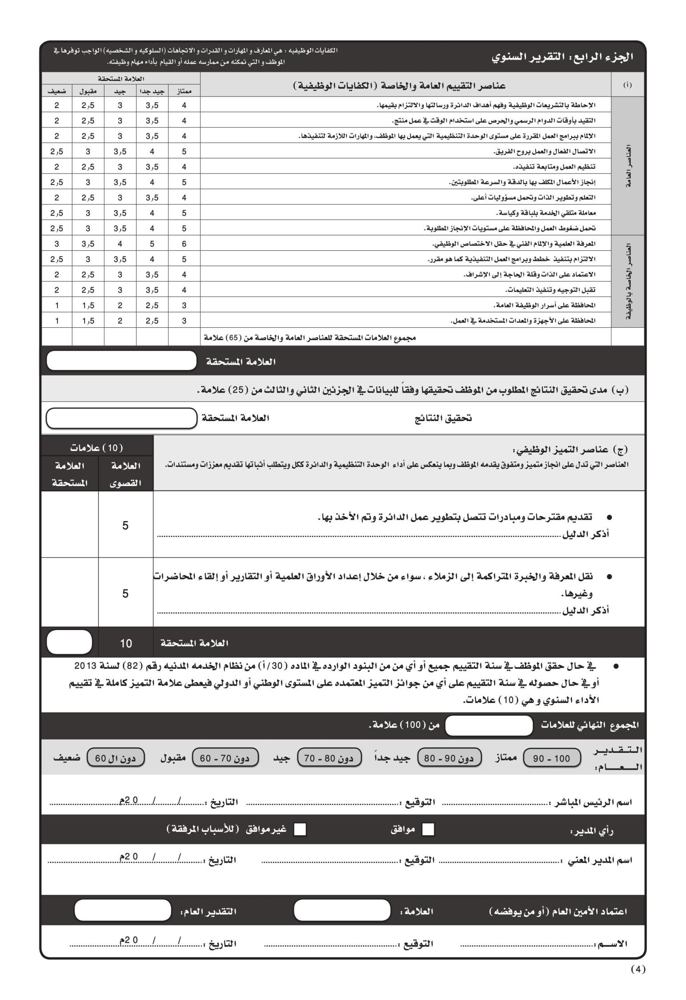 الجزء الرابع: التقرير السنوي
الكفايات الوظيفيه : هي المعارف و المهارات و القدرات و الاتجاهات (السلوكيه و الشخصيه) الواجب توفرها في
الموظف و التي تمكنه من ممارسه عمله أو القيام بأداء مهام وظيفته.
(أ) عناصر التقييم العامة والخاصة (الكفايات الوظيفية) العلامة المستحقة
ممتاز جيد جدا جيد مقبول ضعيف
العناصر العامة
الإحاطة بالتشريعات الوظيفية وفهم أهداف الدائرة ورسالتها والالتزام بقيمها. 4 3,5 3 2,5 2
التقيد بأوقات الدوام الرسمي والحرص على استخدام الوقت في عمل منتج. 4 3,5 3 2,5 2
الإلمام ببرامج العمل المقررة على مستوى الوحدة التنظيمية التي يعمل بها الموظف، والمهارات اللازمة لتنفيذها. 4 3,5 3 2,5 2
الاتصال الفعال والعمل بروح الفريق. 5 4 3,5 3 2,5
تنظيم العمل ومتابعة تنفيذه. 4 3,5 3 2,5 2
إنجاز الأعمال المكلف بها بالدقة والسرعة المطلوبتين. 5 4 3,5 3 2,5
التعلم وتطوير الذات وتحمل مسؤوليات أعلى. 4 3,5 3 2,5 2
معاملة متلقي الخدمة بلباقة وكياسة. 5 4 3,5 3 2,5
تحمل ضغوط العمل والمحافظة على مستويات الإنجاز المطلوبة. 5 4 3,5 3 2,5
العناصر الخاصة بالوظيفة
المعرفة العلمية والإلمام الفني في حقل الاختصاص الوظيفي. 6 5 4 3,5 3
الالتزام بتنفيذ خطط وبرامج العمل التنفيذية كما هو مقرر. 5 4 3,5 3 2,5
الاعتماد على الذات وقلة الحاجة إلى الإشراف. 4 3,5 3 2,5 2
تقبل التوجيه وتنفيذ التعليمات. 4 3,5 3 2,5 2
المحافظة على أسرار الوظيفة العامة. 3 2,5 2 1,5 1
المحافظة على الأجهزة والمعدات المستخدمة في العمل. 3 2,5 2 1,5 1
مجموع العلامات المستحقة للعناصر العامة والخاصة من (65) علامة
العلامة المستحقة
(ب) مدى تحقيق النتائج المطلوب من الموظف تحقيقها وفقاً للبيانات في الجزئين الثاني والثالث من (25) علامة.
تحقيق النتائج العلامة المستحقة
(ج) عناصر التميز الوظيفي:
العناصر التي تدل على انجاز متميز ومتفوق يقدمه الموظف وبما ينعكس على أداء الوحدة التنظيمية والدائرة ككل ويتطلب أثباتها تقديم معززات ومستندات.
(10) علامات
العلامة القصوى العلامة المستحقة
• تقديم مقترحات ومبادرات تتصل بتطوير عمل الدائرة وتم الأخذ بها. 5
أذكر الدليل ........................................
• نقل المعرفة والخبرة المتراكمة إلى الزملاء ، سواء من خلال إعداد الأوراق العلمية أو التقارير أو إلقاء المحاضرات
وغيرها. 5
أذكر الدليل ........................................
العلامة المستحقة 10
• في حال حقق الموظف في سنة التقييم جميع أو أي من من البنود الوارده في الماده (30/أ) من نظام الخدمه المدنيه رقم (82) لسنة 2013
أو في حال حصوله في سنة التقييم على أي من جوائز التميز المعتمده على المستوى الوطني أو الدولي فيعطى علامة التميز كاملة في تقييم
الأداء السنوي و هي (10) علامات.
المجموع النهائي للعلامات من (100) علامة.
التقدير العام: 90 - 100 ممتاز 80 - دون 90 جيد جداً 70 - دون 80 جيد 60 - دون 70 مقبول دون ال 60 ضعيف
اسم الرئيس المباشر :.................... التوقيع :.................... التاريخ :......../......../20م........
رأي المدير: موافق غير موافق (للأسباب المرفقة)
اسم المدير المعني :.................... التوقيع :.................... التاريخ :......../......../20م........
اعتماد الأمين العام (أو من يوفضه) العلامة : التقدير العام:
الاسم :.................... التوقيع :.................... التاريخ :......../......../20م........
(4)